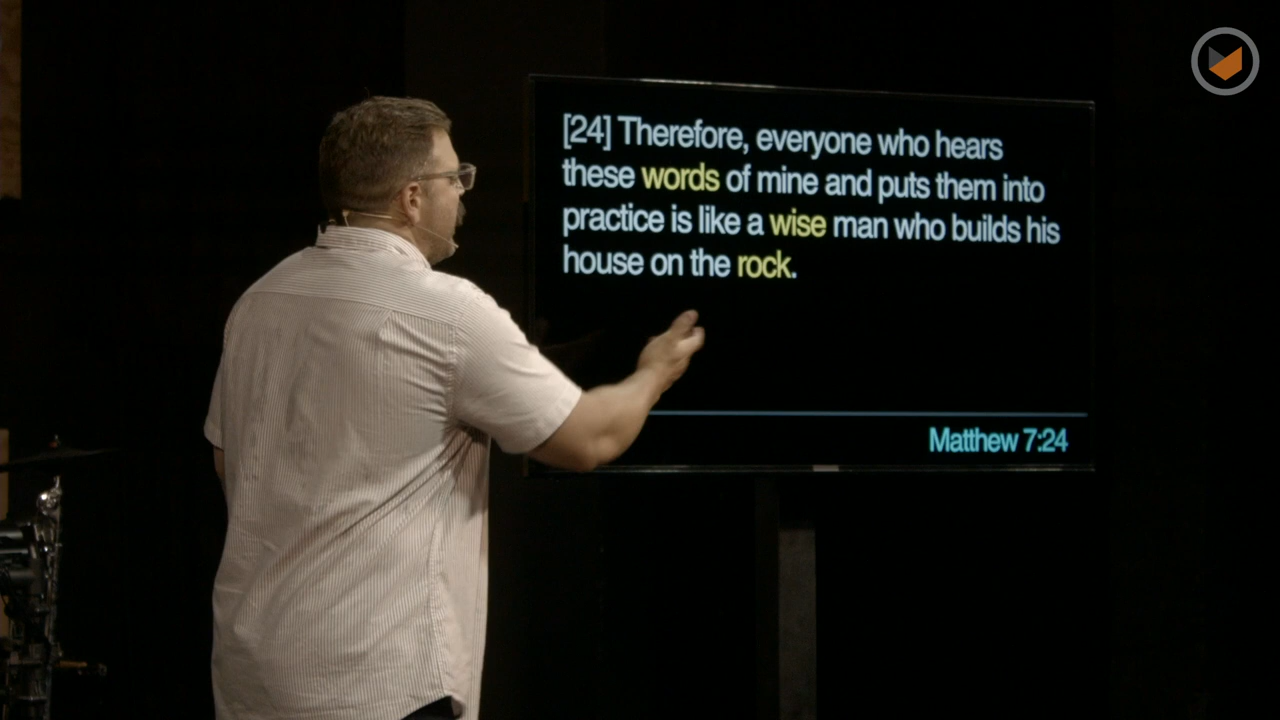 [24] Therefore, everyone who hears
these words of mine and puts them into
practice is like a wise man who builds his
house on the rock.
Matthew 7:24